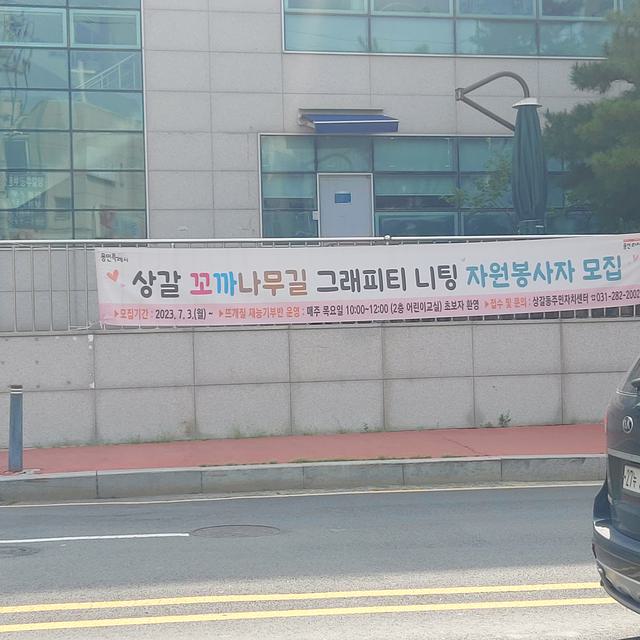 용인특례시
상갈 꼬까나무길 그래피티 니팅 자원봉사자 모집
▶모집기간 : 2023. 7. 3.(월) ~ ▶뜨개질 재능기부반 운영 : 매주 목요일 10:00~12:00 (2층 어린이교실) 초보자 환영 ▶접수 및 문의 : 상갈동주민자치센터 ☎031-282-2002